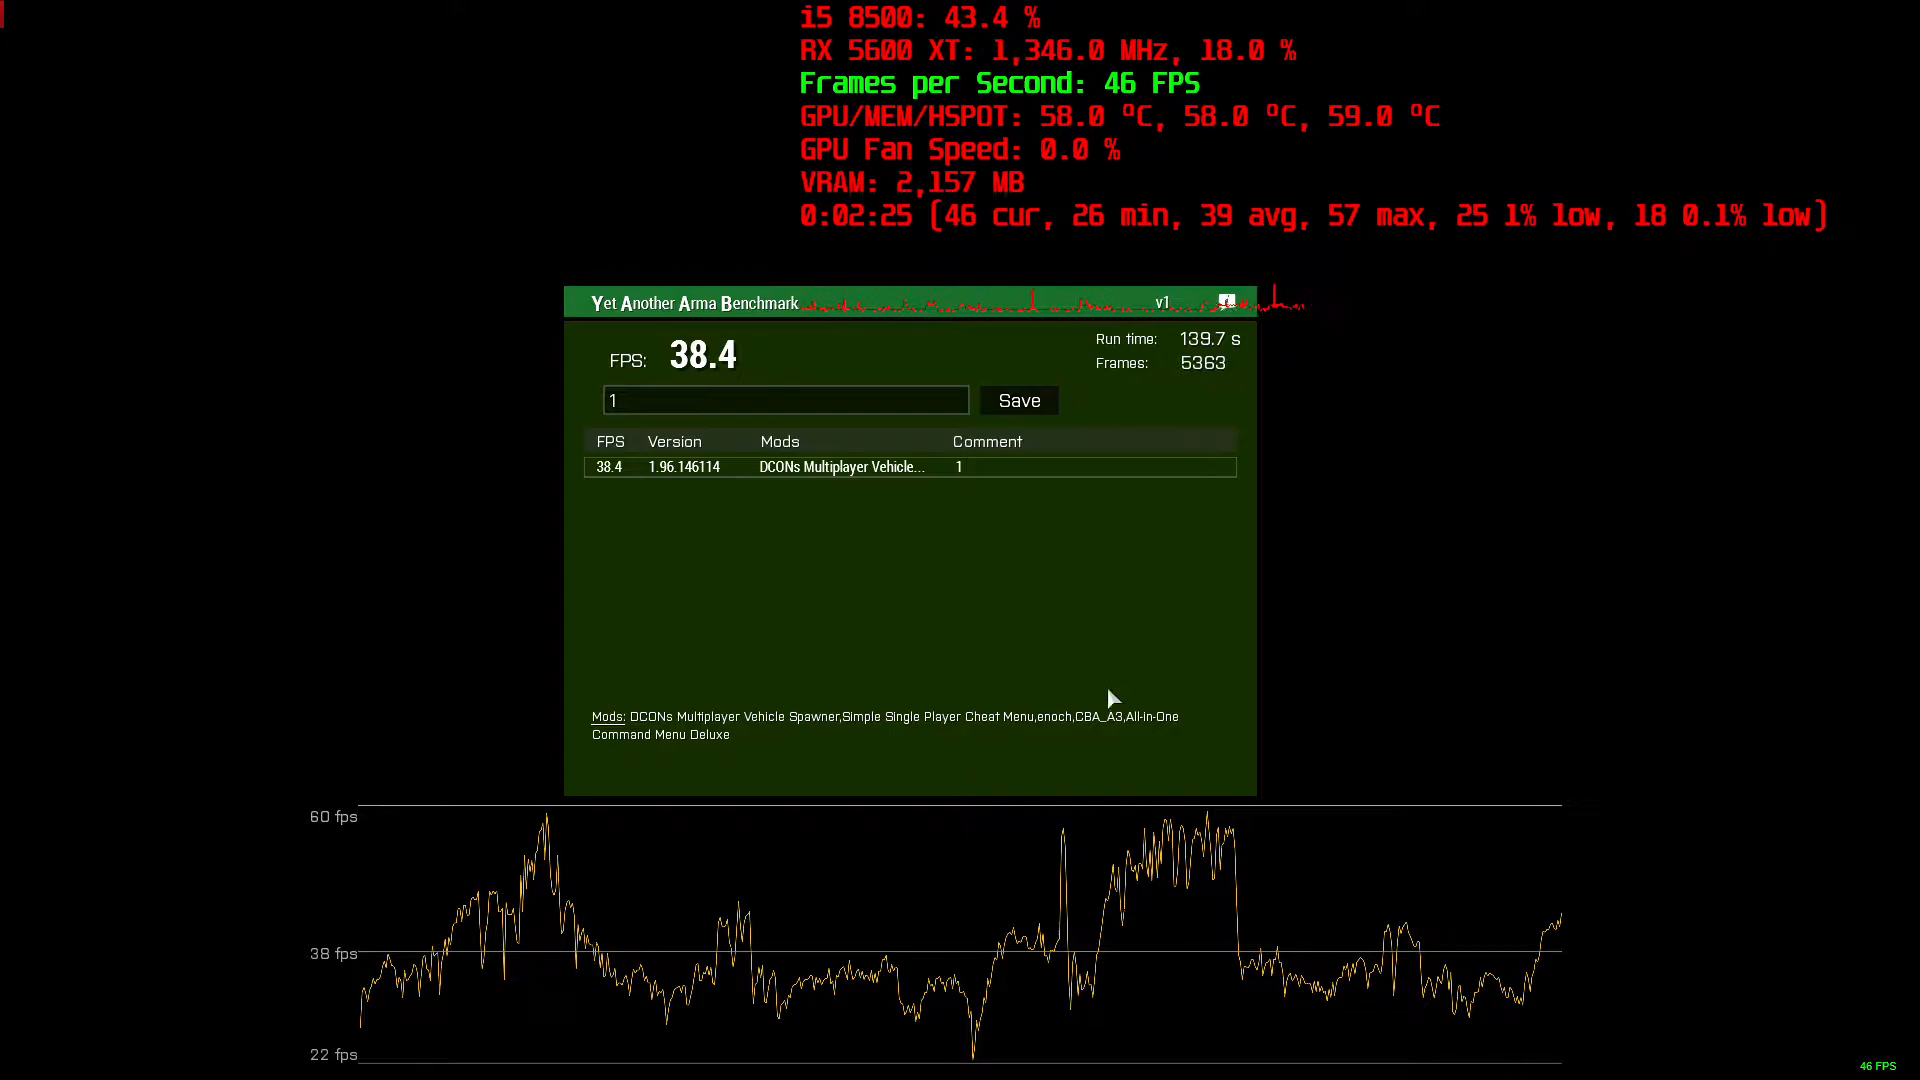 i5 8500: 43.4 %
RX 5600 XT: 1,346.0 MHz, 18.0 %
Frames per Second: 46 FPS
GPU/MEM/HSPOT: 58.0 ºC, 58.0 ºC, 59.0 ºC
GPU Fan Speed: 0.0 %
VRAM: 2,157 MB
0:02:25 [46 cur, 26 min, 39 avg, 57 max, 25 1% low, 18 0.1% low]
Yet Another Arma Benchmark v1
FPS: 38.4
Run time: 139.7 s
Frames: 5363
1 Save
FPS Version Mods Comment
38.4 1.96.146114 DCONs Multiplayer Vehicle... 1
Mods: DCONs Multiplayer Vehicle Spawner,Simple Single Player Cheat Menu,enoch,CBA_A3,All-in-One
Command Menu Deluxe
60 fps
38 fps
22 fps
46 FPS